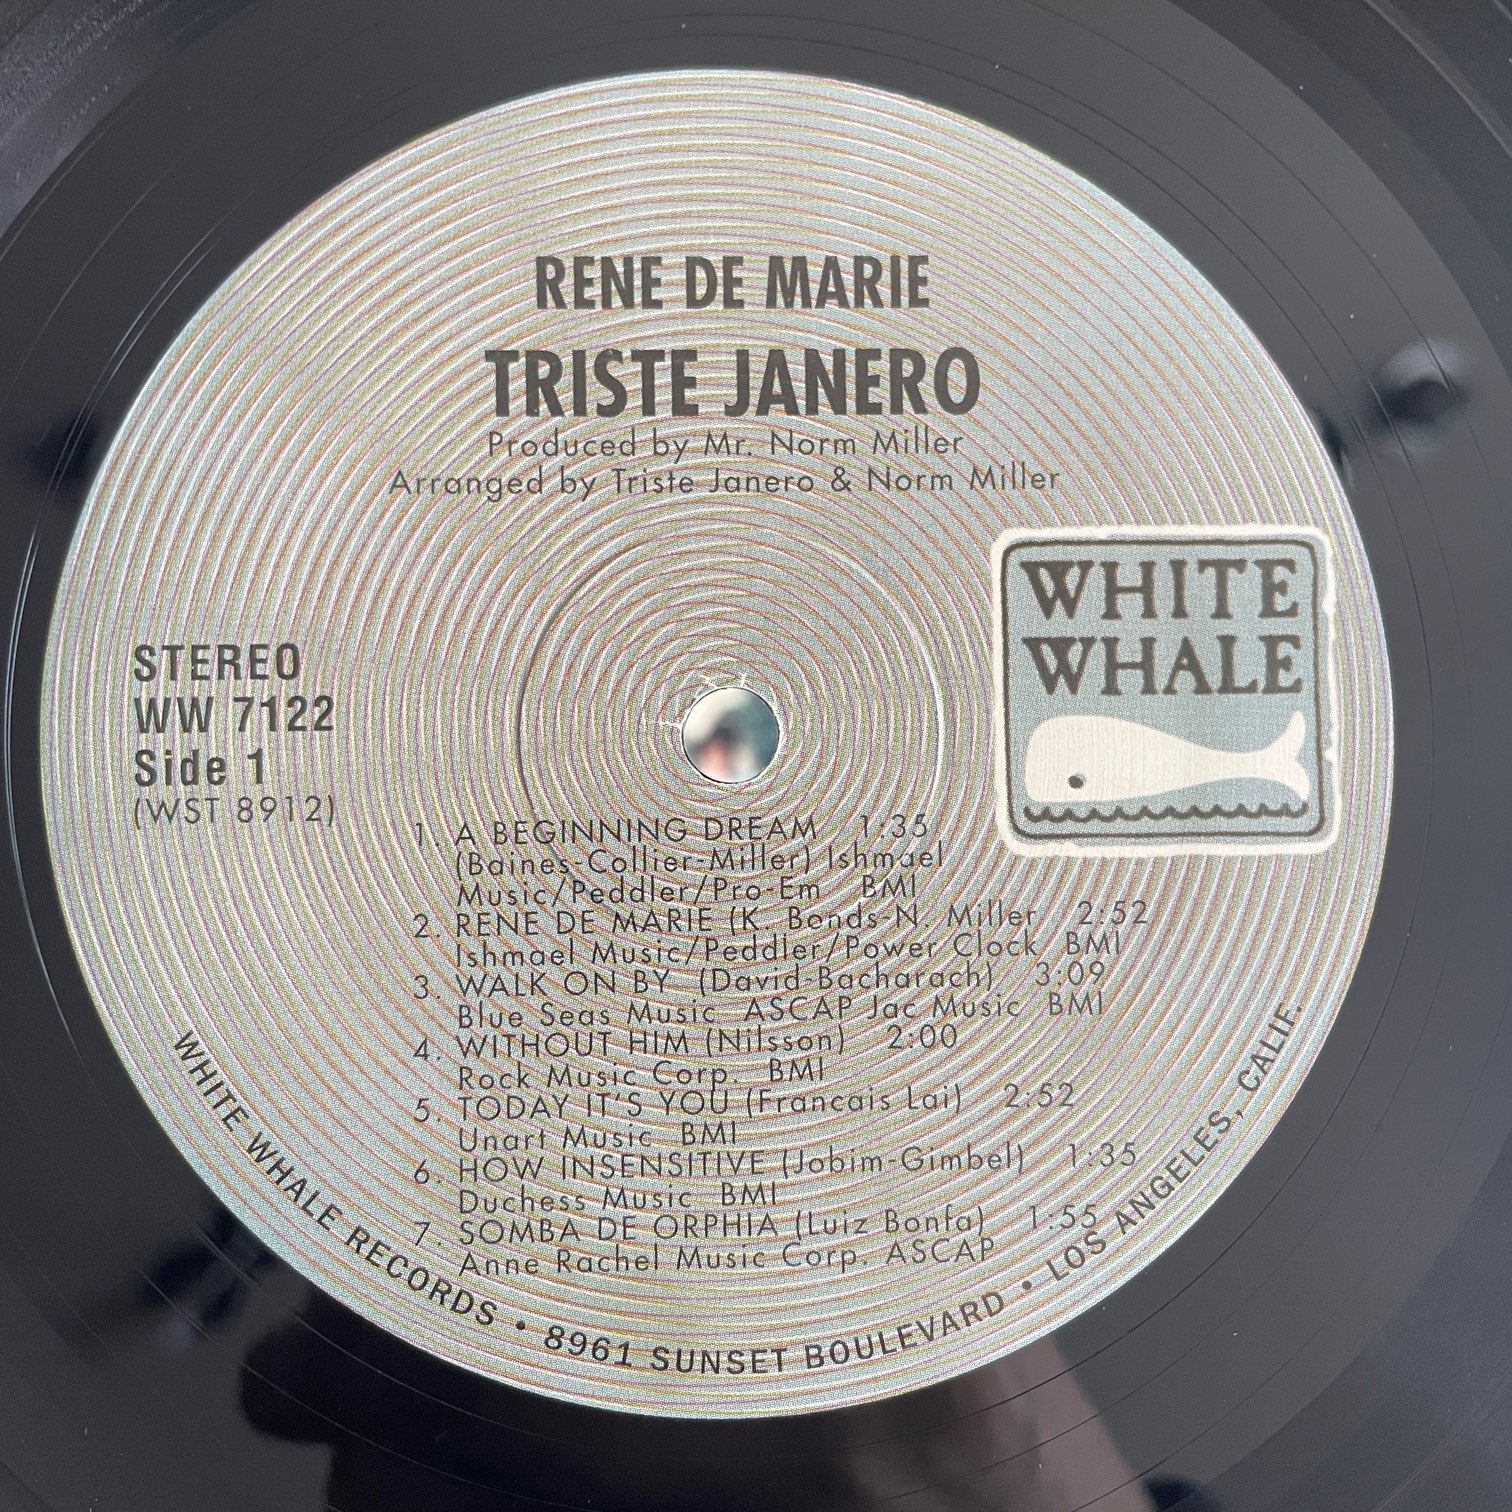 RENE DE MARIE
TRISTE JANERO
Produced by Mr. Norm Miller
Arranged by Triste Janero & Norm Miller
WHITE
WHALE
STEREO
WW 7122
Side 1
(WST 8912)
1. A BEGINNING DREAM 1:35
(Baines-Collier-Miller) Ishmael
Music/Peddler/Pro-Em BMI
2. RENE DE MARIE (K. Bonds-N. Miller 2:52
Ishmael Music/Peddler/Power Clock BMI
3. WALK ON BY (David-Bacharach) 3:09
Blue Seas Music ASCAP Jac Music BMI
4. WITHOUT HIM (Nilsson) 2:00
Rock Music Corp. BMI
5. TODAY IT'S YOU (Francais Lai) 2:52
Unart Music BMI
6. HOW INSENSITIVE (Jobim-Gimbel) 1:35
Duchess Music BMI
7. SOMBA DE ORPHIA (Luiz Bonfa) 1:55
Anne Rachel Music Corp. ASCAP
WHITE WHALE RECORDS • 8961 SUNSET BOULEVARD • LOS ANGELES, CALIF.